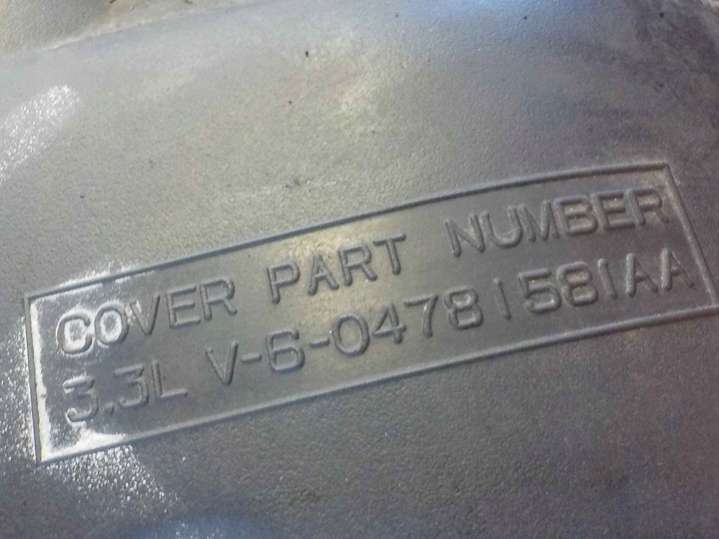 COVER PART NUMBER
3.3L V-6-04781581AA